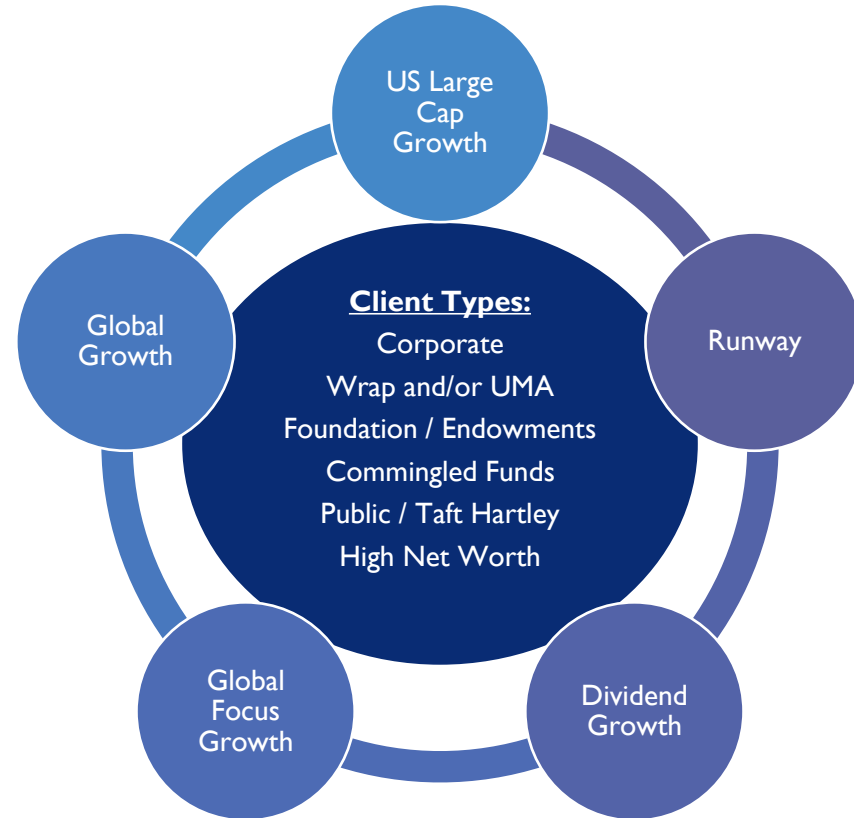 US Large
Cap
Growth
Global
Growth
Client Types:
Corporate
Wrap and/or UMA
Foundation / Endowments
Commingled Funds
Public / Taft Hartley
High Net Worth
Runway
Global
Focus
Growth
Dividend
Growth